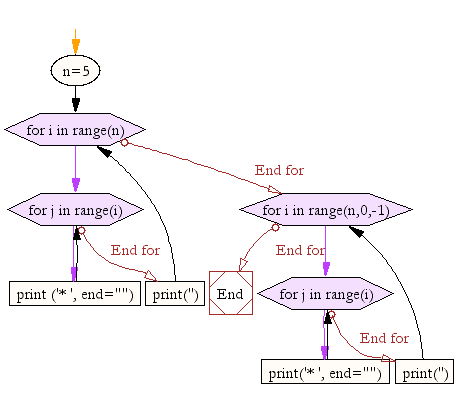 n=5
for i in range(n)
End for
for j in range(i)
for i in range(n,0,-1)
End for
End for
print ('* ', end="")
print('')
End
for j in range(i)
End for
print('* ', end="")
print('')